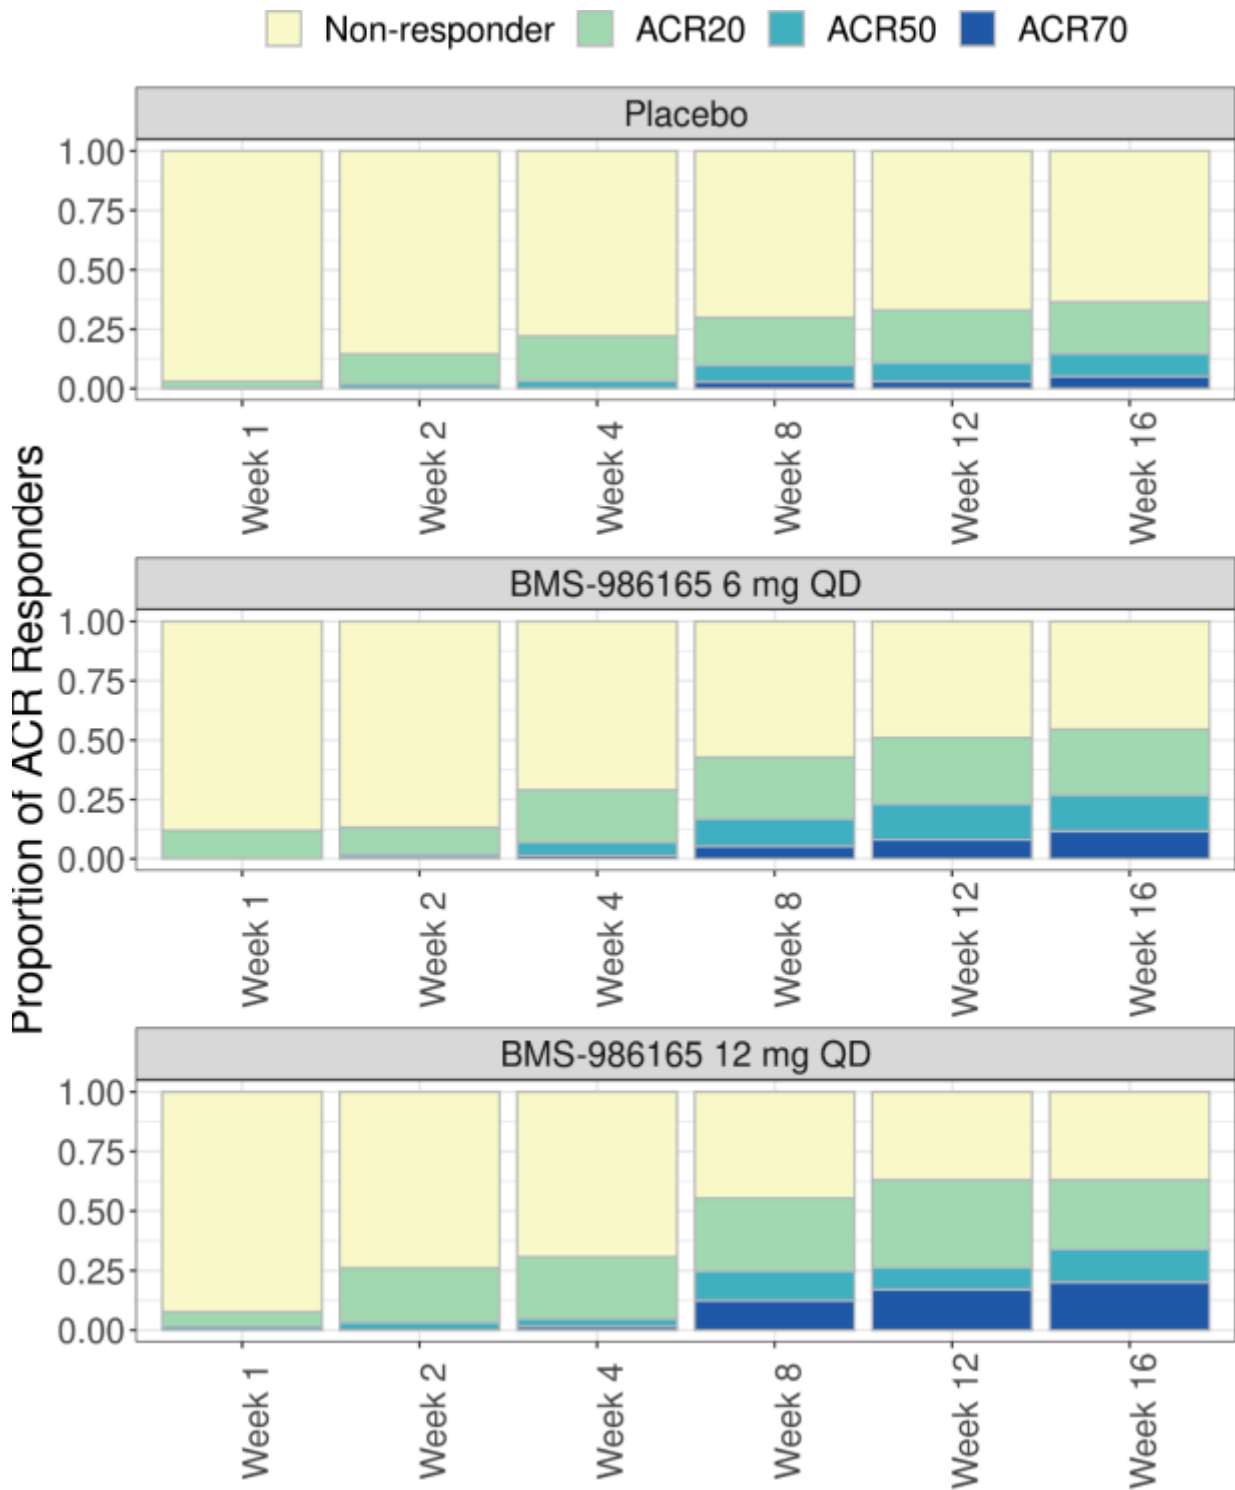 Non-responder ACR20 ACR50 ACR70
Proportion of ACR Responders
Placebo
1.00
0.75
0.50
0.25
0.00
Week 1 Week 2 Week 4 Week 8 Week 12 Week 16
BMS-986165 6 mg QD
1.00
0.75
0.50
0.25
0.00
Week 1 Week 2 Week 4 Week 8 Week 12 Week 16
BMS-986165 12 mg QD
1.00
0.75
0.50
0.25
0.00
Week 1 Week 2 Week 4 Week 8 Week 12 Week 16